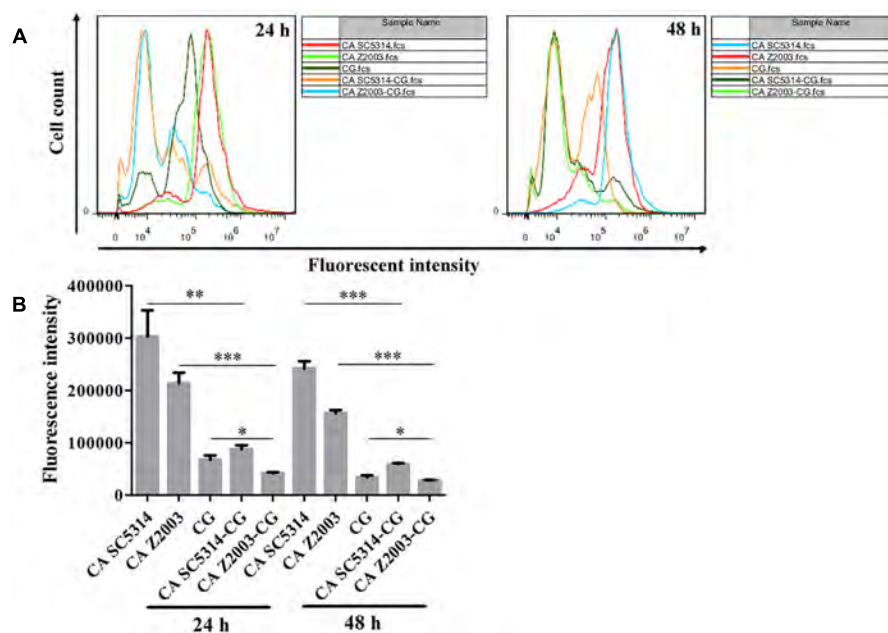 A
Cell count
24 h
Sample Name
CA SC5314.fcs
CA Z2003.fcs
CG.fcs
CA SC5314-CG.fcs
CA Z2003-CG.fcs
48 h
Sample Name
CA SC5314.fcs
CA Z2003.fcs
CG.fcs
CA SC5314-CG.fcs
CA Z2003-CG.fcs
0
0 10^4 10^5 10^6 10^7
0
0 10^4 10^5 10^6 10^7
Fluorescent intensity
B
Fluorescence intensity
400000
300000
200000
100000
0
** *** *
*** *** *
CA SC5314
CA Z2003
CG
CA SC5314-CG
CA Z2003-CG
CA SC5314
CA Z2003
CG
CA SC5314-CG
CA Z2003-CG
24 h
48 h